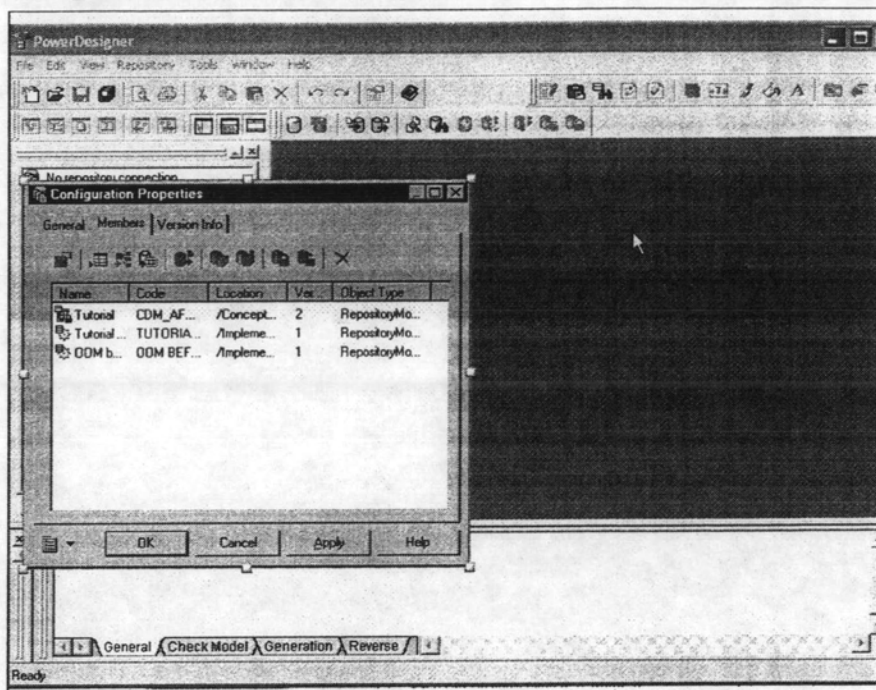 PowerDesigner
File Edit View Repository Tools Window Help
No repository connection
Configuration Properties
General Members Version Info
Name Code Location Ver... Object Type
Tutorial CDM_AF... /Concept... 2 RepositoryMo...
Tutorial ... TUTORIA... /Impleme... 1 RepositoryMo...
OOM b... OOM BEF... /Impleme... 1 RepositoryMo...
OK Cancel Apply Help
General Check Model Generation Reverse
Ready